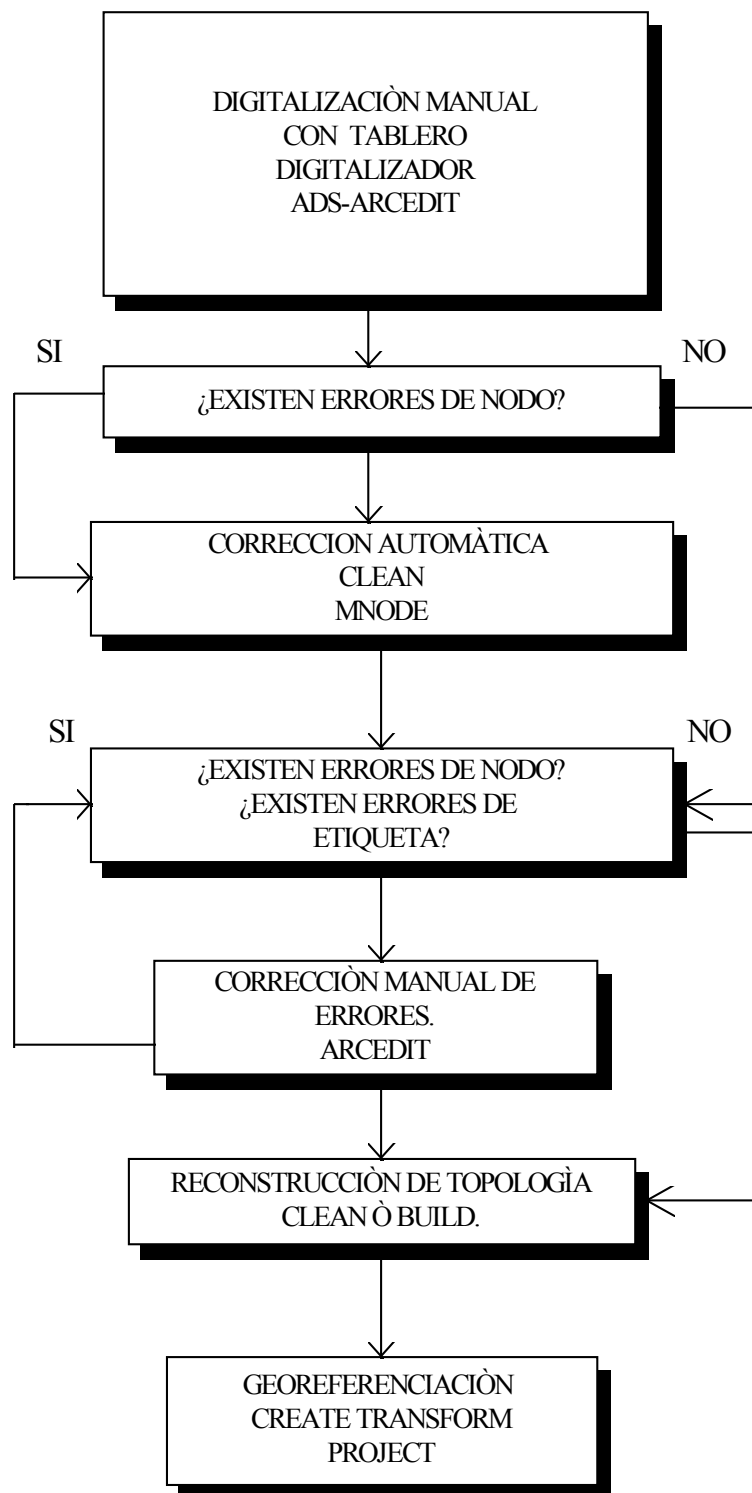 DIGITALIZACIÒN MANUAL
CON TABLERO
DIGITALIZADOR
ADS-ARCEDIT
SI
NO
¿EXISTEN ERRORES DE NODO?
CORRECCION AUTOMÀTICA
CLEAN
MNODE
SI
NO
¿EXISTEN ERRORES DE NODO?
¿EXISTEN ERRORES DE
ETIQUETA?
CORRECCIÒN MANUAL DE
ERRORES.
ARCEDIT
RECONSTRUCCIÒN DE TOPOLOGÌA
CLEAN Ò BUILD.
GEOREFERENCIACIÒN
CREATE TRANSFORM
PROJECT